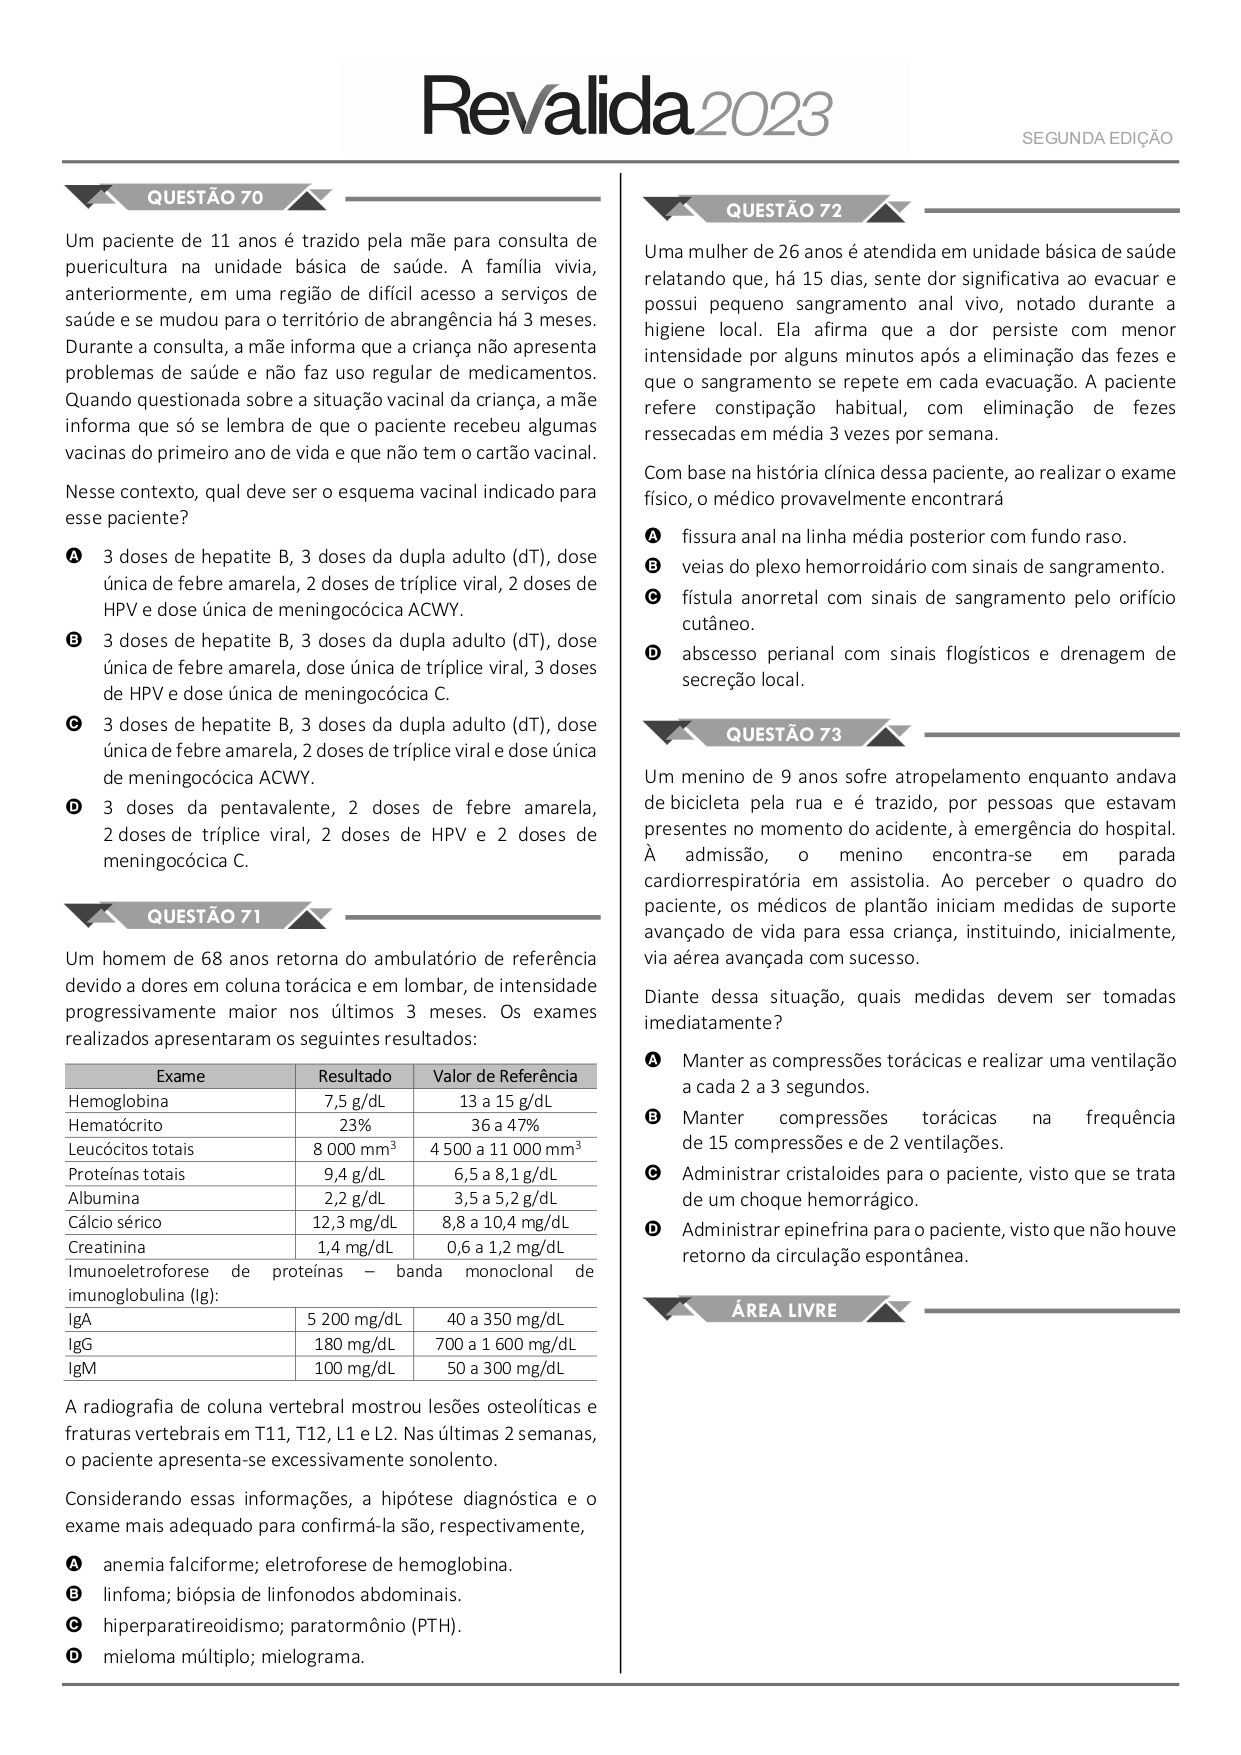 Revalida2023
SEGUNDA EDIÇÃO
QUESTÃO 70
Um paciente de 11 anos é trazido pela mãe para consulta de
puericultura na unidade básica de saúde. A família vivia,
anteriormente, em uma região de difícil acesso a serviços de
saúde e se mudou para o território de abrangência há 3 meses.
Durante a consulta, a mãe informa que a criança não apresenta
problemas de saúde e não faz uso regular de medicamentos.
Quando questionada sobre a situação vacinal da criança, a mãe
informa que só se lembra de que o paciente recebeu algumas
vacinas do primeiro ano de vida e que não tem o cartão vacinal.
Nesse contexto, qual deve ser o esquema vacinal indicado para
esse paciente?
A 3 doses de hepatite B, 3 doses da dupla adulto (dT), dose
única de febre amarela, 2 doses de tríplice viral, 2 doses de
HPV e dose única de meningocócica ACWY.
B 3 doses de hepatite B, 3 doses da dupla adulto (dT), dose
única de febre amarela, dose única de tríplice viral, 3 doses
de HPV e dose única de meningocócica C.
C 3 doses de hepatite B, 3 doses da dupla adulto (dT), dose
única de febre amarela, 2 doses de tríplice viral e dose única
de meningocócica ACWY.
D 3 doses da pentavalente, 2 doses de febre amarela,
2 doses de tríplice viral, 2 doses de HPV e 2 doses de
meningocócica C.
QUESTÃO 71
Um homem de 68 anos retorna do ambulatório de referência
devido a dores em coluna torácica e em lombar, de intensidade
progressivamente maior nos últimos 3 meses. Os exames
realizados apresentaram os seguintes resultados:
Exame Resultado Valor de Referência
Hemoglobina 7,5 g/dL 13 a 15 g/dL
Hematócrito 23% 36 a 47%
Leucócitos totais 8 000 mm³ 4 500 a 11 000 mm³
Proteínas totais 9,4 g/dL 6,5 a 8,1 g/dL
Albumina 2,2 g/dL 3,5 a 5,2 g/dL
Cálcio sérico 12,3 mg/dL 8,8 a 10,4 mg/dL
Creatinina 1,4 mg/dL 0,6 a 1,2 mg/dL
Imunoeletroforese de proteínas – banda monoclonal de
imunoglobulina (Ig):
IgA 5 200 mg/dL 40 a 350 mg/dL
IgG 180 mg/dL 700 a 1 600 mg/dL
IgM 100 mg/dL 50 a 300 mg/dL
A radiografia de coluna vertebral mostrou lesões osteolíticas e
fraturas vertebrais em T11, T12, L1 e L2. Nas últimas 2 semanas,
o paciente apresenta-se excessivamente sonolento.
Considerando essas informações, a hipótese diagnóstica e o
exame mais adequado para confirmá-la são, respectivamente,
A anemia falciforme; eletroforese de hemoglobina.
B linfoma; biópsia de linfonodos abdominais.
C hiperparatireoidismo; paratormônio (PTH).
D mieloma múltiplo; mielograma.
QUESTÃO 72
Uma mulher de 26 anos é atendida em unidade básica de saúde
relatando que, há 15 dias, sente dor significativa ao evacuar e
possui pequeno sangramento anal vivo, notado durante a
higiene local. Ela afirma que a dor persiste com menor
intensidade por alguns minutos após a eliminação das fezes e
que o sangramento se repete em cada evacuação. A paciente
refere constipação habitual, com eliminação de fezes
ressecadas em média 3 vezes por semana.
Com base na história clínica dessa paciente, ao realizar o exame
físico, o médico provavelmente encontrará
A fissura anal na linha média posterior com fundo raso.
B veias do plexo hemorroidário com sinais de sangramento.
C fístula anorretal com sinais de sangramento pelo orifício
cutâneo.
D abscesso perianal com sinais flogísticos e drenagem de
secreção local.
QUESTÃO 73
Um menino de 9 anos sofre atropelamento enquanto andava
de bicicleta pela rua e é trazido, por pessoas que estavam
presentes no momento do acidente, à emergência do hospital.
À admissão, o menino encontra-se em parada
cardiorrespiratória em assistolia. Ao perceber o quadro do
paciente, os médicos de plantão iniciam medidas de suporte
avançado de vida para essa criança, instituindo, inicialmente,
via aérea avançada com sucesso.
Diante dessa situação, quais medidas devem ser tomadas
imediatamente?
A Manter as compressões torácicas e realizar uma ventilação
a cada 2 a 3 segundos.
B Manter compressões torácicas na frequência
de 15 compressões e de 2 ventilações.
C Administrar cristaloides para o paciente, visto que se trata
de um choque hemorrágico.
D Administrar epinefrina para o paciente, visto que não houve
retorno da circulação espontânea.
ÁREA LIVRE